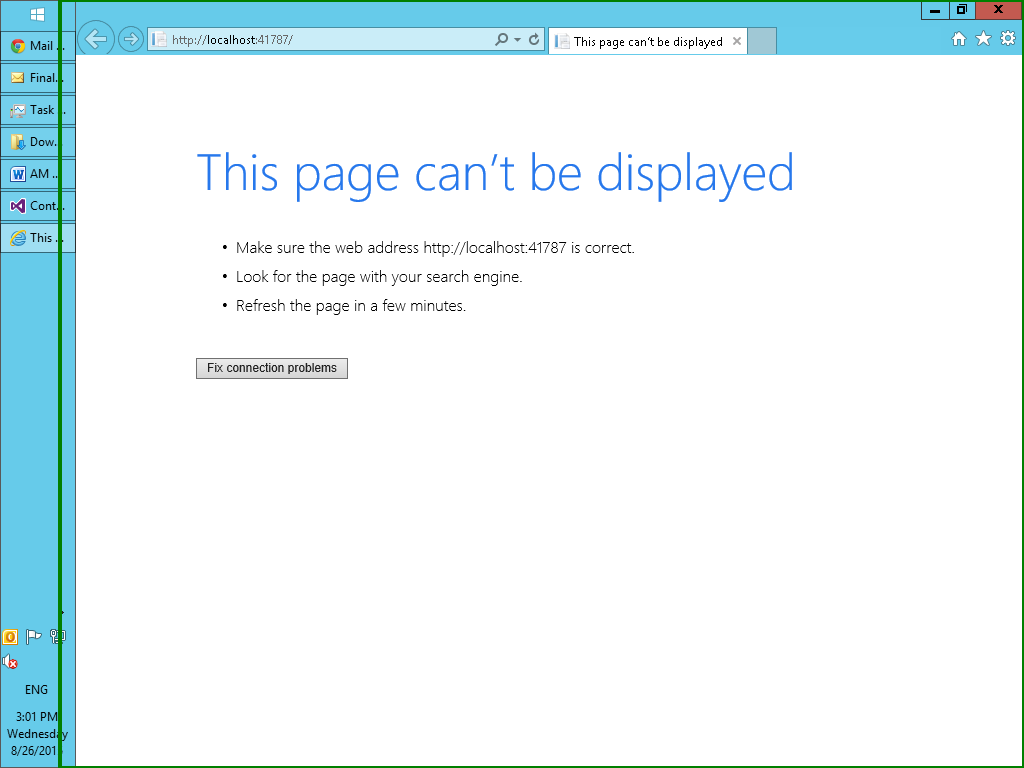 Mail ..
Final..
Task ..
Dow..
AM ..
Cont..
This ..
ENG
3:01 PM
Wednesday
8/26/201
http://localhost:41787/
This page can't be displayed
This page can't be displayed
• Make sure the web address http://localhost:41787 is correct.
• Look for the page with your search engine.
• Refresh the page in a few minutes.
Fix connection problems